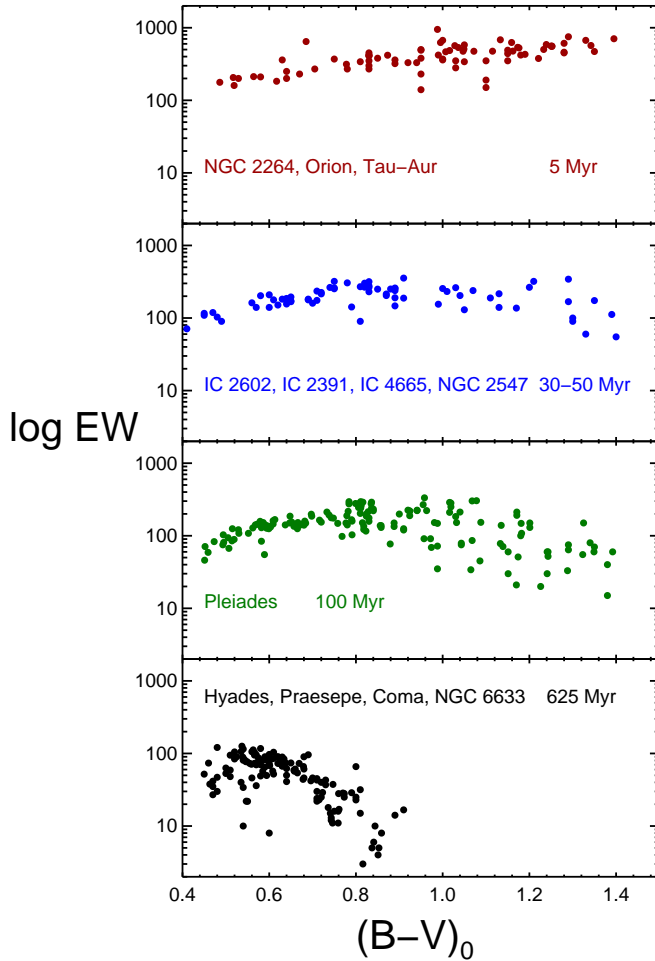 1000
100
10
NGC 2264, Orion, Tau−Aur 5 Myr
1000
100
10
IC 2602, IC 2391, IC 4665, NGC 2547 30−50 Myr
log EW
1000
100
10
Pleiades 100 Myr
1000
100
10
Hyades, Praesepe, Coma, NGC 6633 625 Myr
0.4 0.6 0.8 1.0 1.2 1.4
(B−V)0